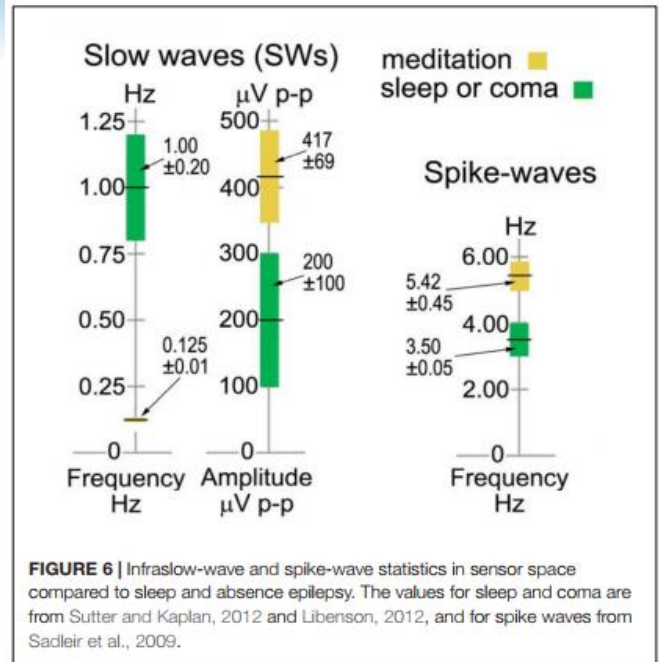 Slow waves (SWs)
meditation
sleep or coma
Hz
μV p-p
1.25
1.00
0.75
0.50
0.25
0
1.00
±0.20
0.125
±0.01
Frequency
Hz
500
400
300
200
100
0
417
±69
200
±100
Amplitude
μV p-p
Spike-waves
Hz
6.00
4.00
2.00
0
5.42
±0.45
3.50
±0.05
Frequency
Hz
FIGURE 6 | Infraslow-wave and spike-wave statistics in sensor space
compared to sleep and absence epilepsy. The values for sleep and coma are
from Sutter and Kaplan, 2012 and Libenson, 2012, and for spike waves from
Sadleir et al., 2009.